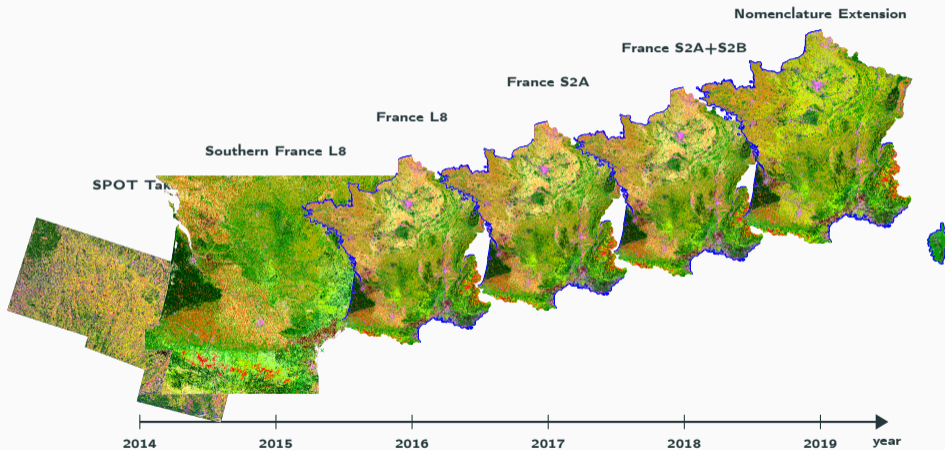 Nomenclature Extension
France S2A+S2B
France S2A
France L8
Southern France L8
SPOT
2014
2015
2016
2017
2018
2019
year